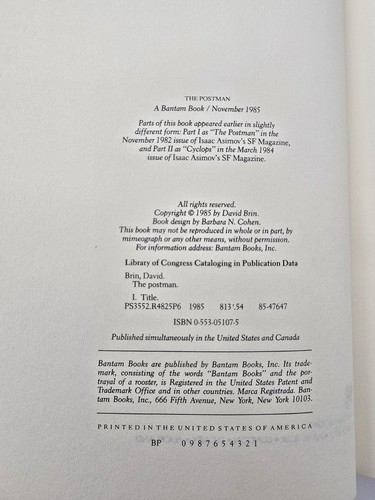 THE POSTMAN
A Bantam Book / November 1985
Parts of this book appeared earlier in slightly
different form: Part I as "The Postman" in the
November 1982 issue of Isaac Asimov's SF Magazine,
and Part II as "Cyclops" in the March 1984
issue of Isaac Asimov's SF Magazine.
All rights reserved.
Copyright © 1985 by David Brin.
Book design by Barbara N. Cohen.
This book may not be reproduced in whole or in part, by
mimeograph or any other means, without permission.
For information address: Bantam Books, Inc.
Library of Congress Cataloging in Publication Data
Brin, David.
The postman.
I. Title.
PS3552.R4825P6 1985 813'.54 85-47647
ISBN 0-553-05107-5
Published simultaneously in the United States and Canada
Bantam Books are published by Bantam Books, Inc. Its trade-
mark, consisting of the words "Bantam Books" and the por-
trayal of a rooster, is Registered in the United States Patent and
Trademark Office and in other countries. Marca Registrada. Ban-
tam Books, Inc., 666 Fifth Avenue, New York, New York 10103.
PRINTED IN THE UNITED STATES OF AMERICA
BP 0 9 8 7 6 5 4 3 2 1